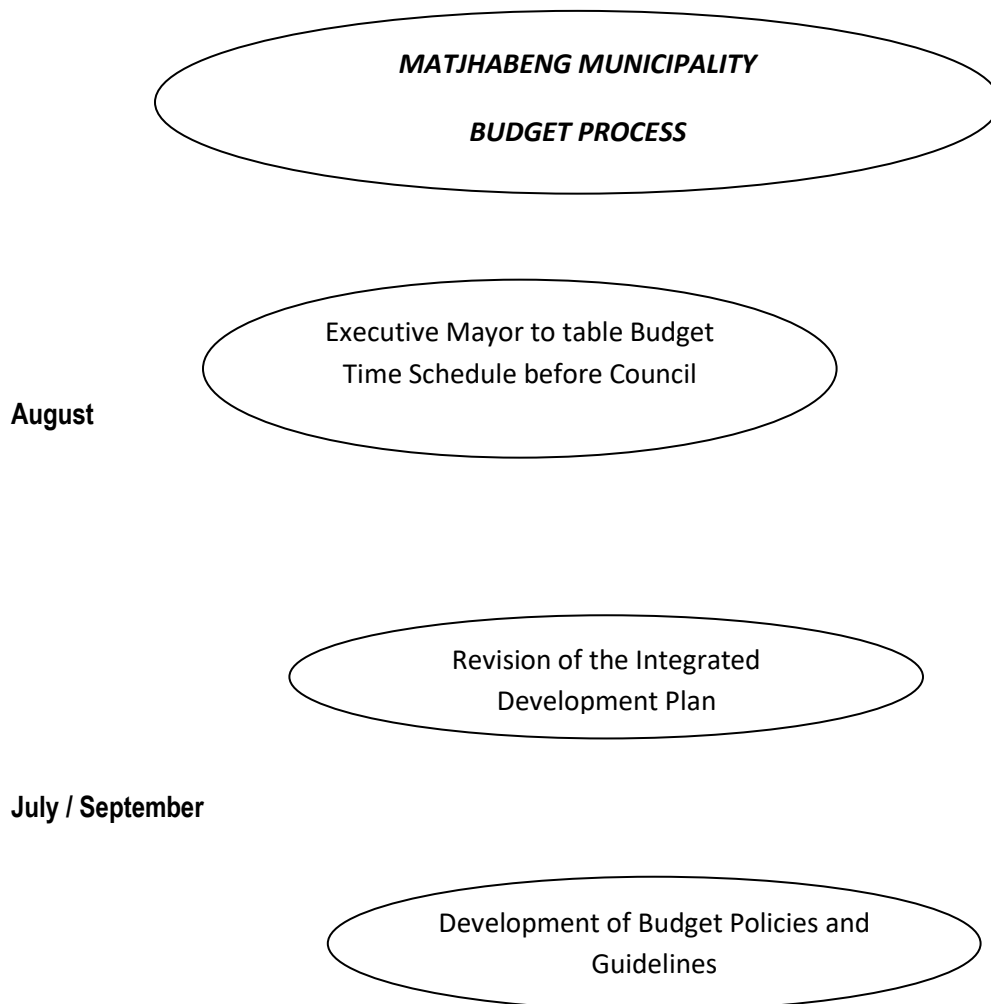 MATJHABENG MUNICIPALITY
BUDGET PROCESS
Executive Mayor to table Budget
Time Schedule before Council
August
Revision of the Integrated
Development Plan
July / September
Development of Budget Policies and
Guidelines